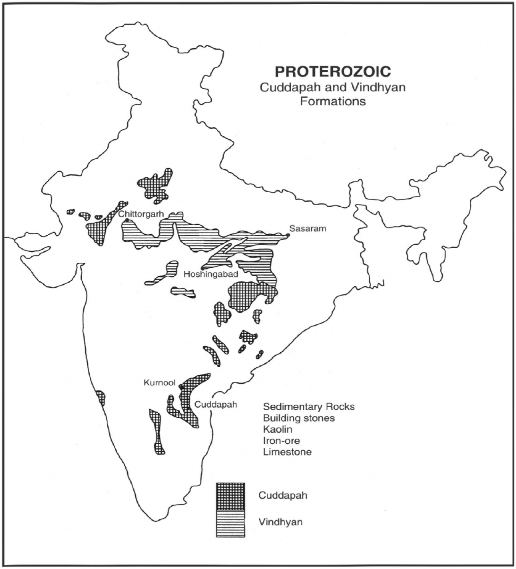 PROTEROZOIC
Cuddapah and Vindhyan
Formations
Chittorgarh
Sasaram
Hoshingabad
Kurnool
Cuddapah
Sedimentary Rocks
Building stones
Kaolin
Iron-ore
Limestone
Cuddapah
Vindhyan